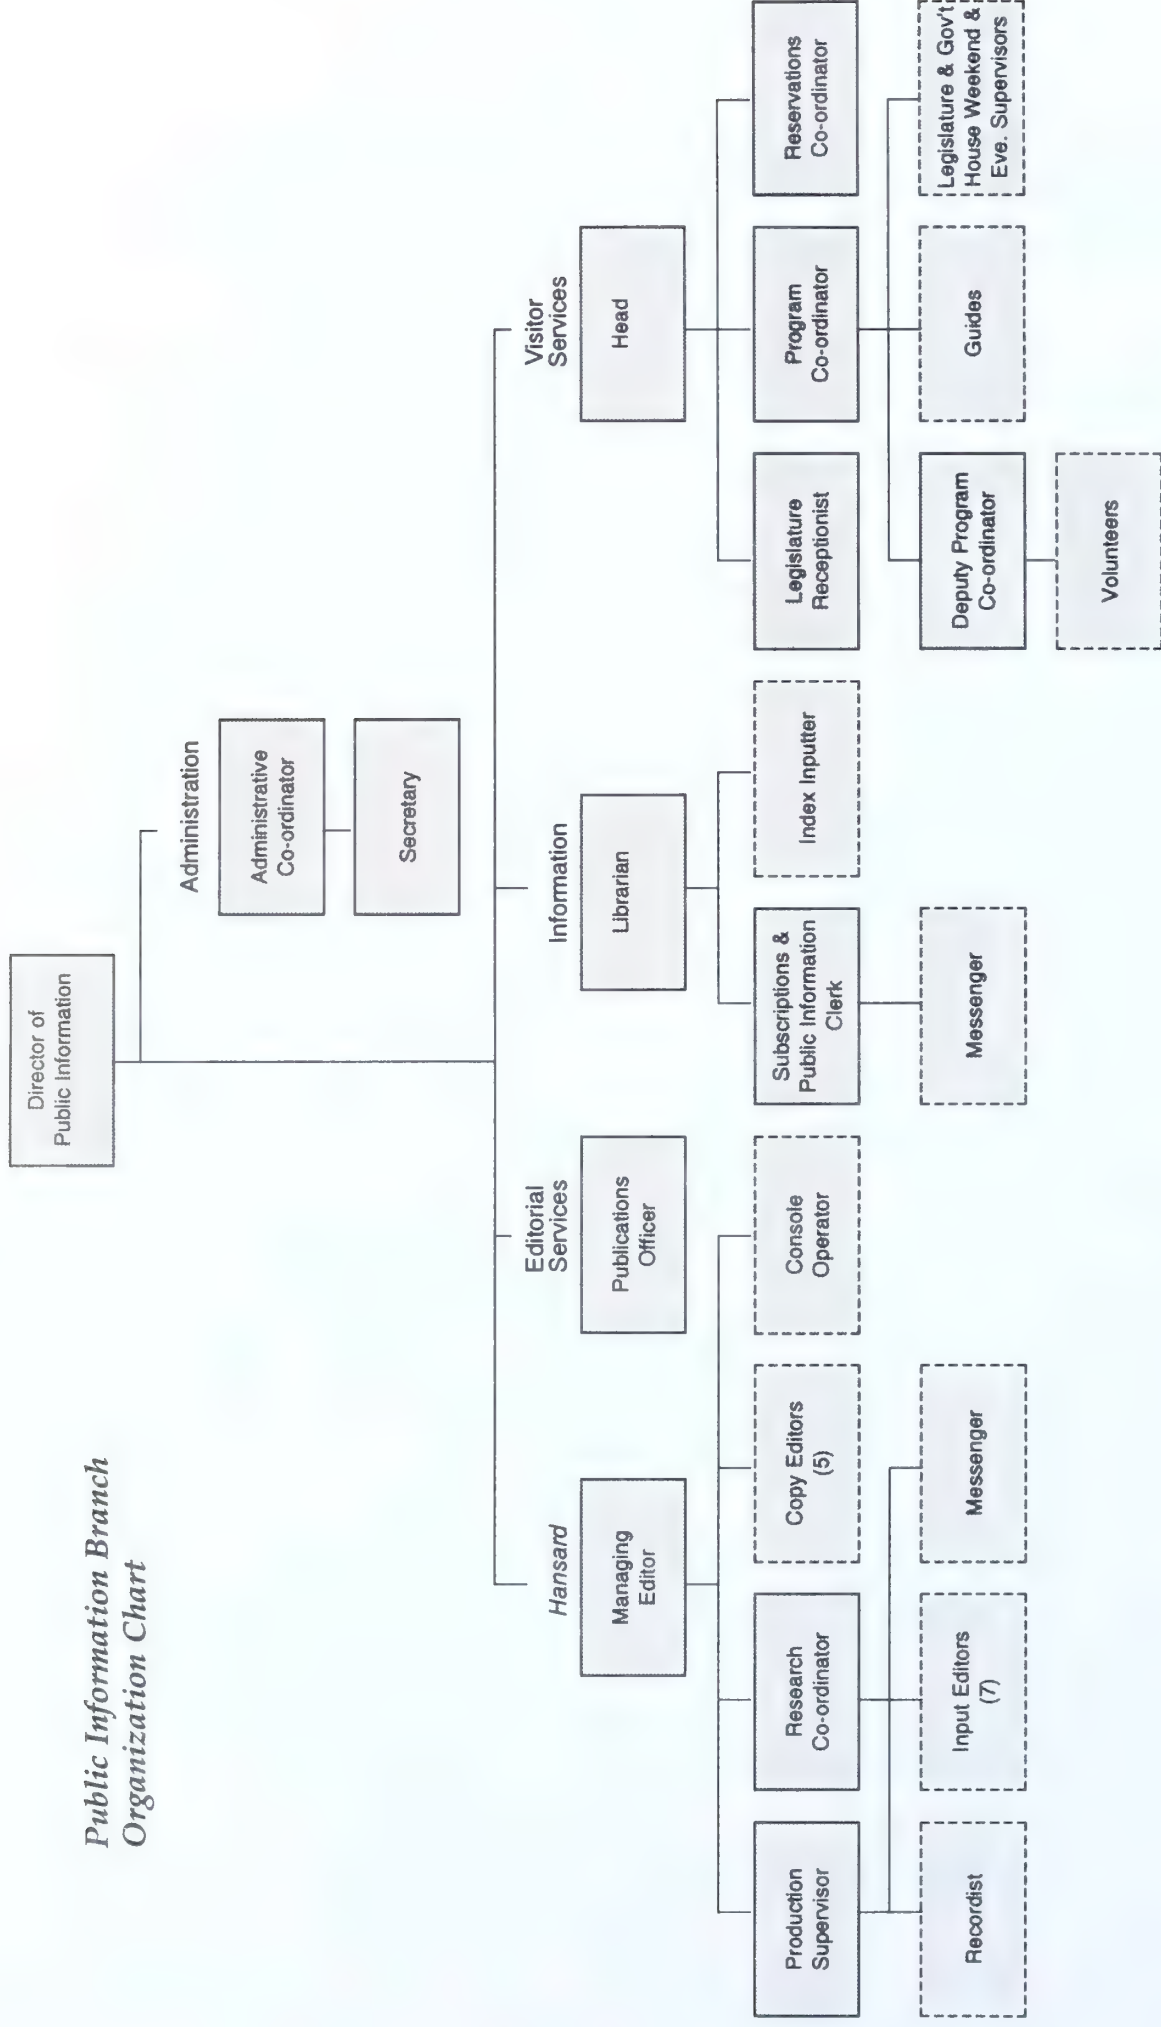 Public Information Branch
Organization Chart
Director of
Public Information
Administration
Administrative
Co-ordinator
Secretary
Hansard
Managing
Editor
Editorial
Services
Publications
Officer
Information
Librarian
Visitor
Services
Head
Production
Supervisor
Research
Co-ordinator
Copy Editors
(5)
Console
Operator
Subscriptions &
Public Information
Clerk
Index Inputter
Legislature
Receptionist
Program
Co-ordinator
Reservations
Co-ordinator
Recordist
Input Editors
(7)
Messenger
Messenger
Deputy Program
Co-ordinator
Guides
Legislature & Gov't
House Weekend &
Eve. Supervisors
Volunteers